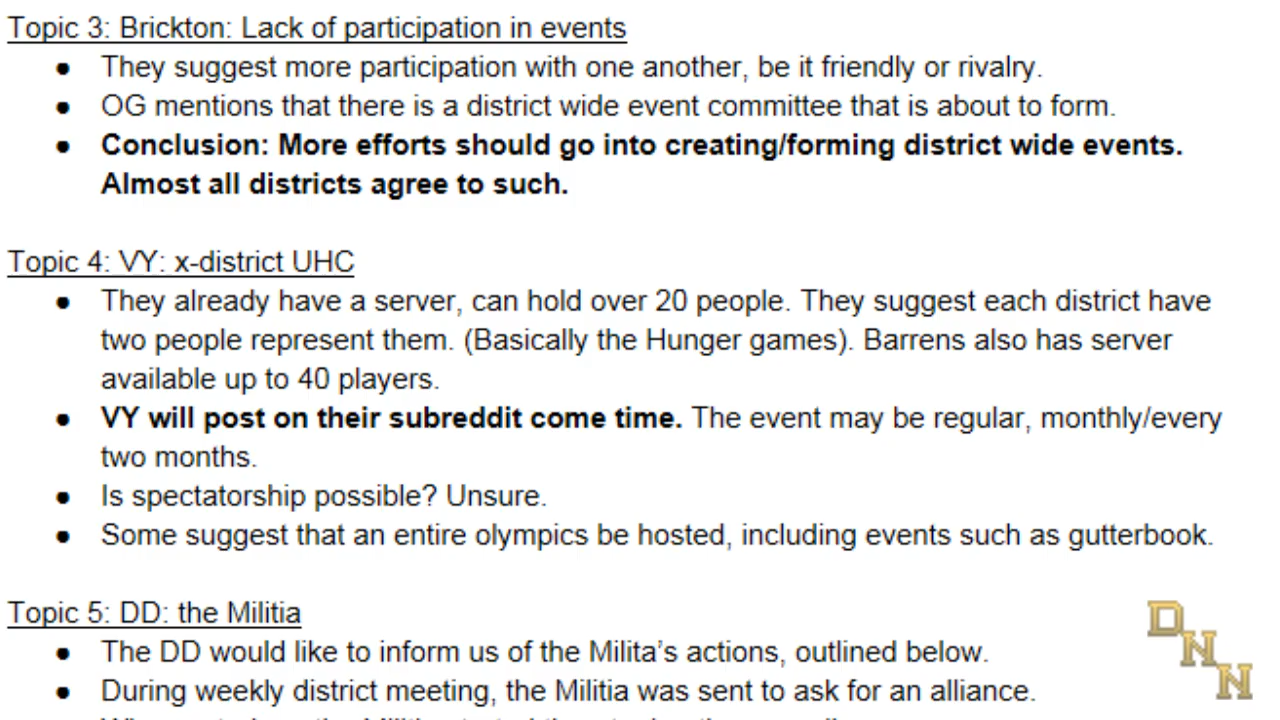 Topic 3: Brickton: Lack of participation in events
● They suggest more participation with one another, be it friendly or rivalry.
● OG mentions that there is a district wide event committee that is about to form.
● Conclusion: More efforts should go into creating/forming district wide events.
Almost all districts agree to such.
Topic 4: VY: x-district UHC
● They already have a server, can hold over 20 people. They suggest each district have
two people represent them. (Basically the Hunger games). Barrens also has server
available up to 40 players.
● VY will post on their subreddit come time. The event may be regular, monthly/every
two months.
● Is spectatorship possible? Unsure.
● Some suggest that an entire olympics be hosted, including events such as gutterbook.
Topic 5: DD: the Militia
● The DD would like to inform us of the Milita's actions, outlined below.
● During weekly district meeting, the Militia was sent to ask for an alliance.
DNN